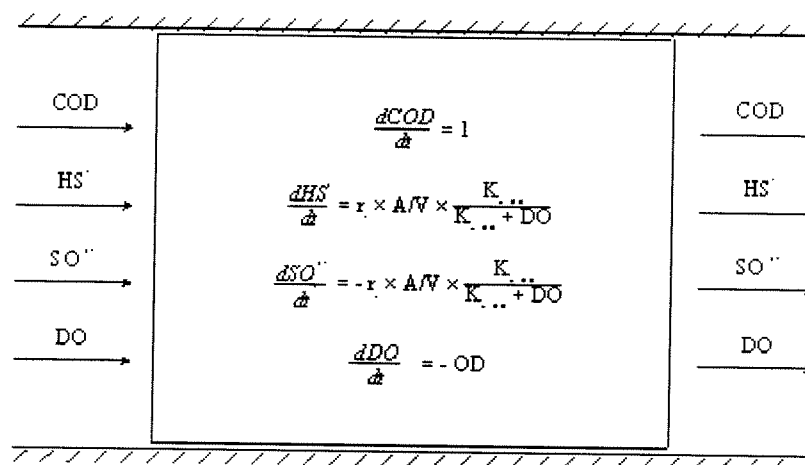 COD
HS˙
SO¨
DO
dCOD/dt = 1
dHS/dt = r. × A/V × K.../K... + DO
dSO¨/dt = -r. × A/V × K.../K... + DO
dDO/dt = - OD
COD
HS˙
SO¨
DO